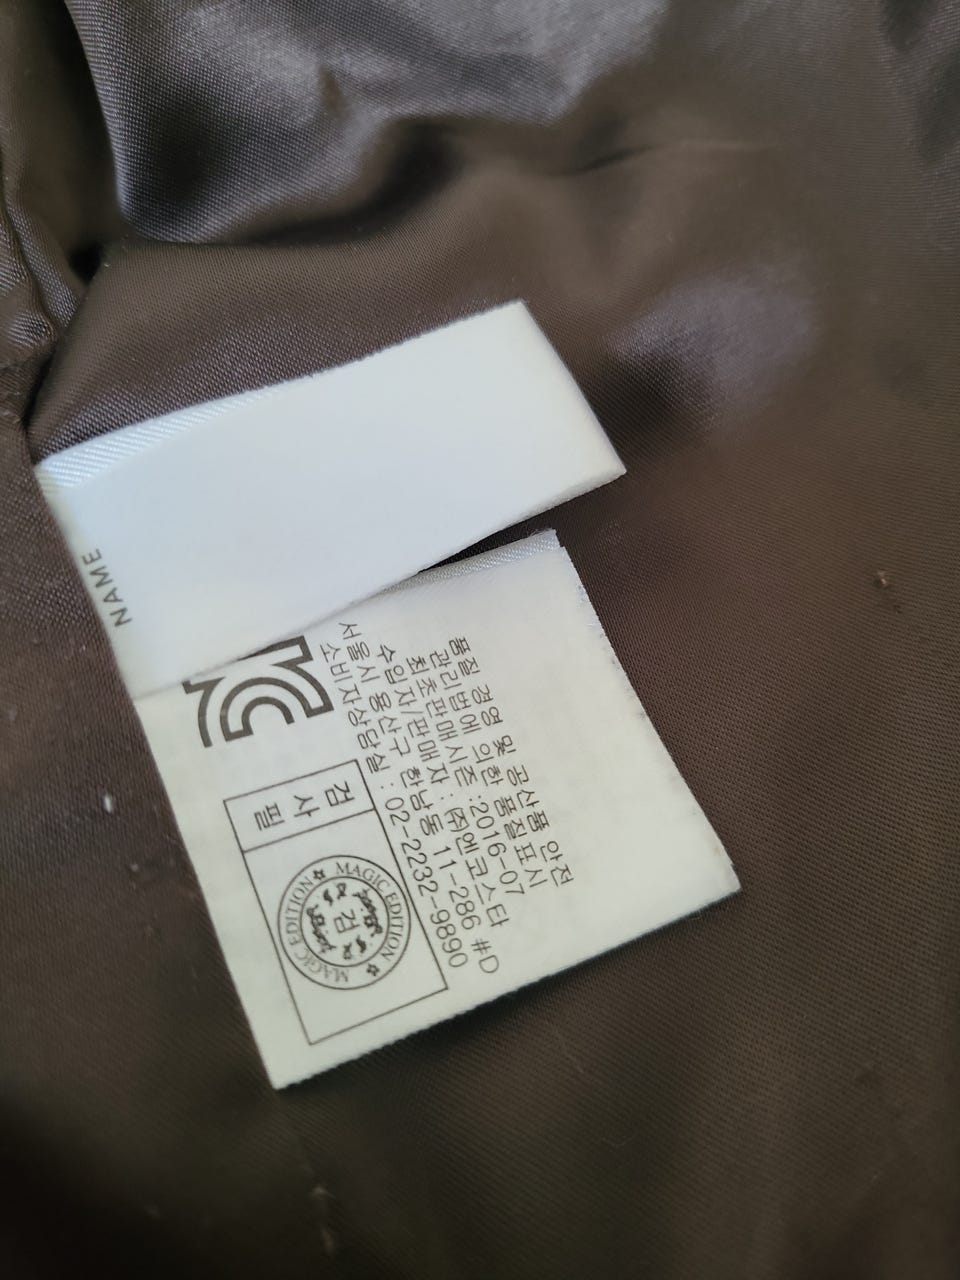 NAME
품질 경영 및 공산품 안전
관리법에 의한 품질표시
최초판매시즌 :2016-07
수입자/판매자 : ㈜엔코스타
서울시 용산구 한남동 11-286 #D
소비자상담실 : 02-2232-9890
검사필
MAGIC EDITION
검
MAGIC EDITION